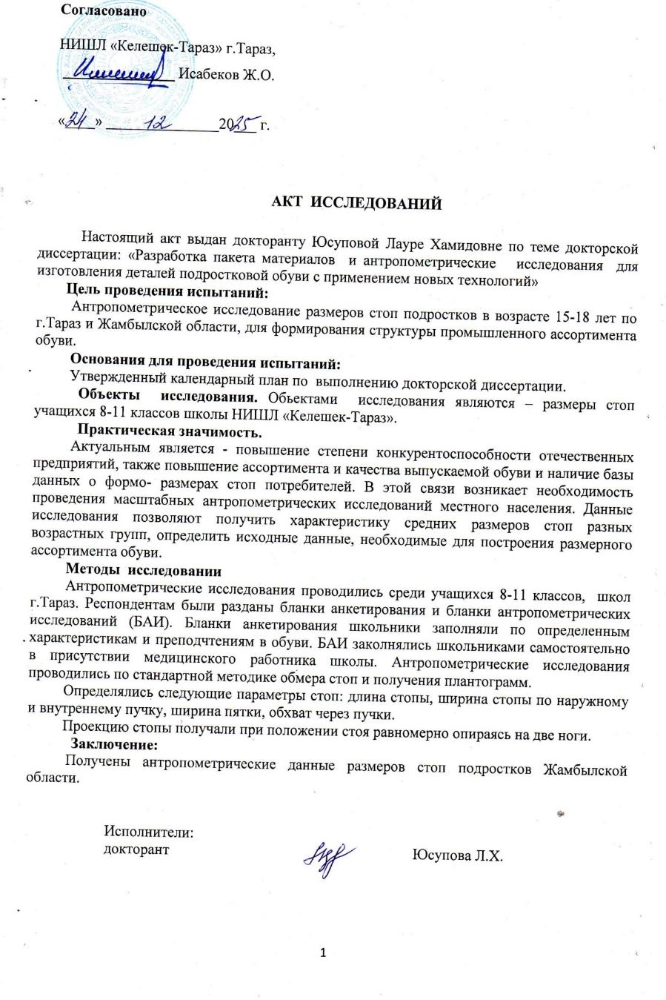 Согласовано
НИШЛ «Келешек-Тараз» г.Тараз,
Исабеков Ж.О.
«24» 12 2025 г.
АКТ ИССЛЕДОВАНИЙ
Настоящий акт выдан докторанту Юсуповой Лауре Хамидовне по теме докторской
диссертации: «Разработка пакета материалов и антропометрические исследования для
изготовления деталей подростковой обуви с применением новых технологий»
Цель проведения испытаний:
Антропометрическое исследование размеров стоп подростков в возрасте 15-18 лет по
г.Тараз и Жамбылской области, для формирования структуры промышленного ассортимента
обуви.
Основания для проведения испытаний:
Утвержденный календарный план по выполнению докторской диссертации.
Объекты исследования. Обьектами исследования являются – размеры стоп
учащихся 8-11 классов школы НИШЛ «Келешек-Тараз».
Практическая значимость.
Актуальным является - повышение степени конкурентоспособности отечественных
предприятий, также повышение ассортимента и качества выпускаемой обуви и наличие базы
данных о формо- размерах стоп потребителей. В этой связи возникает необходимость
проведения масштабных антропометрических исследований местного населения. Данные
исследования позволяют получить характеристику средних размеров стоп разных
возрастных групп, определить исходные данные, необходимые для построения размерного
ассортимента обуви.
Методы исследовании
Антропометрические исследования проводились среди учащихся 8-11 классов, школ
г.Тараз. Респондентам были разданы бланки анкетирования и бланки антропометрических
исследований (БАИ). Бланки анкетирования школьники заполняли по определенным
характеристикам и преподчтениям в обуви. БАИ заколнялись школьниками самостоятельно
в присутствии медицинского работника школы. Антропометрические исследования
проводились по стандартной методике обмера стоп и получения плантограмм.
Определялись следующие параметры стоп: длина стопы, ширина стопы по наружному
и внутреннему пучку, ширина пятки, обхват через пучки.
Проекцию стопы получали при положении стоя равномерно опираясь на две ноги.
Заключение:
Получены антропометрические данные размеров стоп подростков Жамбылской
области.
Исполнители:
докторант Юсупова Л.Х.
1